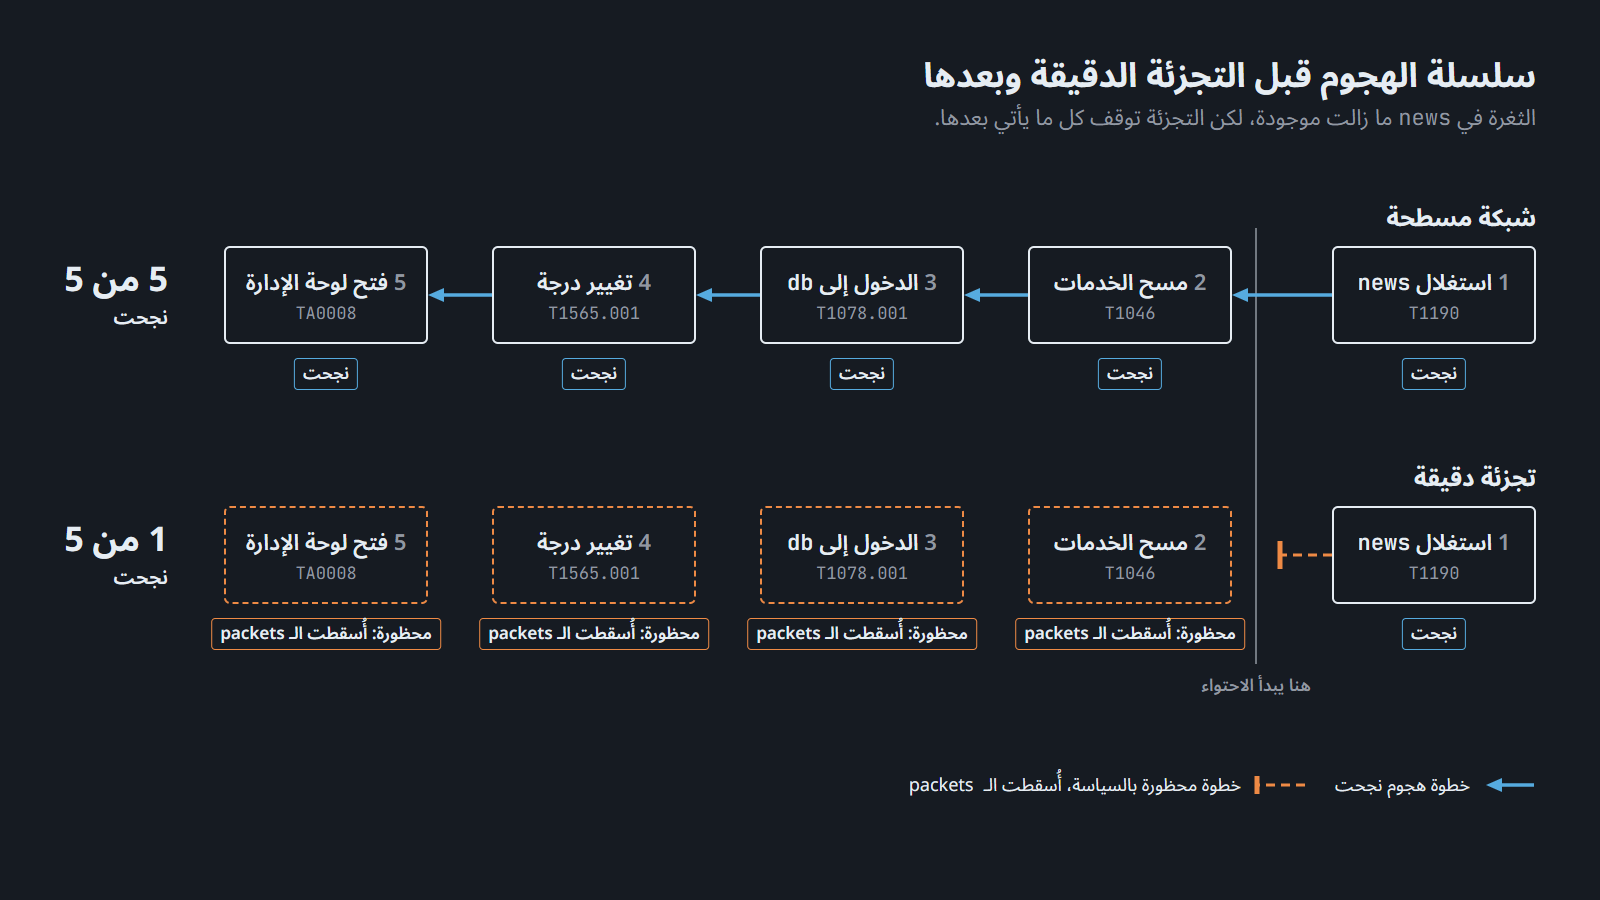 سلسلة الهجوم قبل التجزئة الدقيقة وبعدها
الثغرة في news ما زالت موجودة، لكن التجزئة توقف كل ما يأتي بعدها.
شبكة مسطحة
1 استغلال news
T1190
نجحت
2 مسح الخدمات
T1046
نجحت
3 الدخول إلى db
T1078.001
نجحت
4 تغيير درجة
T1565.001
نجحت
5 فتح لوحة الإدارة
TA0008
نجحت
5 من 5
نجحت
تجزئة دقيقة
1 استغلال news
T1190
نجحت
2 مسح الخدمات
T1046
محظورة: أُسقطت الـ packets
3 الدخول إلى db
T1078.001
محظورة: أُسقطت الـ packets
4 تغيير درجة
T1565.001
محظورة: أُسقطت الـ packets
5 فتح لوحة الإدارة
TA0008
محظورة: أُسقطت الـ packets
1 من 5
نجحت
هنا يبدأ الاحتواء
خطوة هجوم نجحت
خطوة محظورة بالسياسة، أُسقطت الـ packets